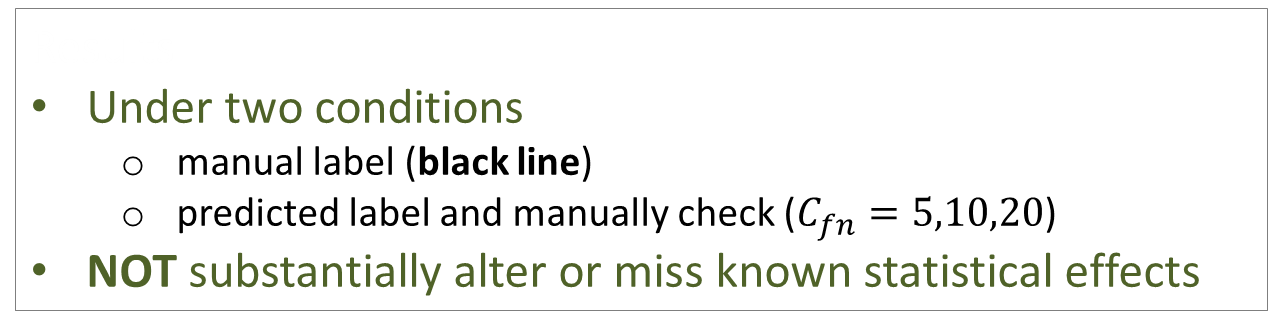 • Under two conditions
o manual label (black line)
o predicted label and manually check (𝐶𝑓𝑛 = 5,10,20)
• NOT substantially alter or miss known statistical effects